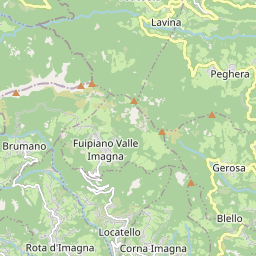 Lavina
Peghera
Brumano
Fuipiano Valle
Imagna
Gerosa
Blello
Locatello
Rota d'Imagna
Corna Imagna